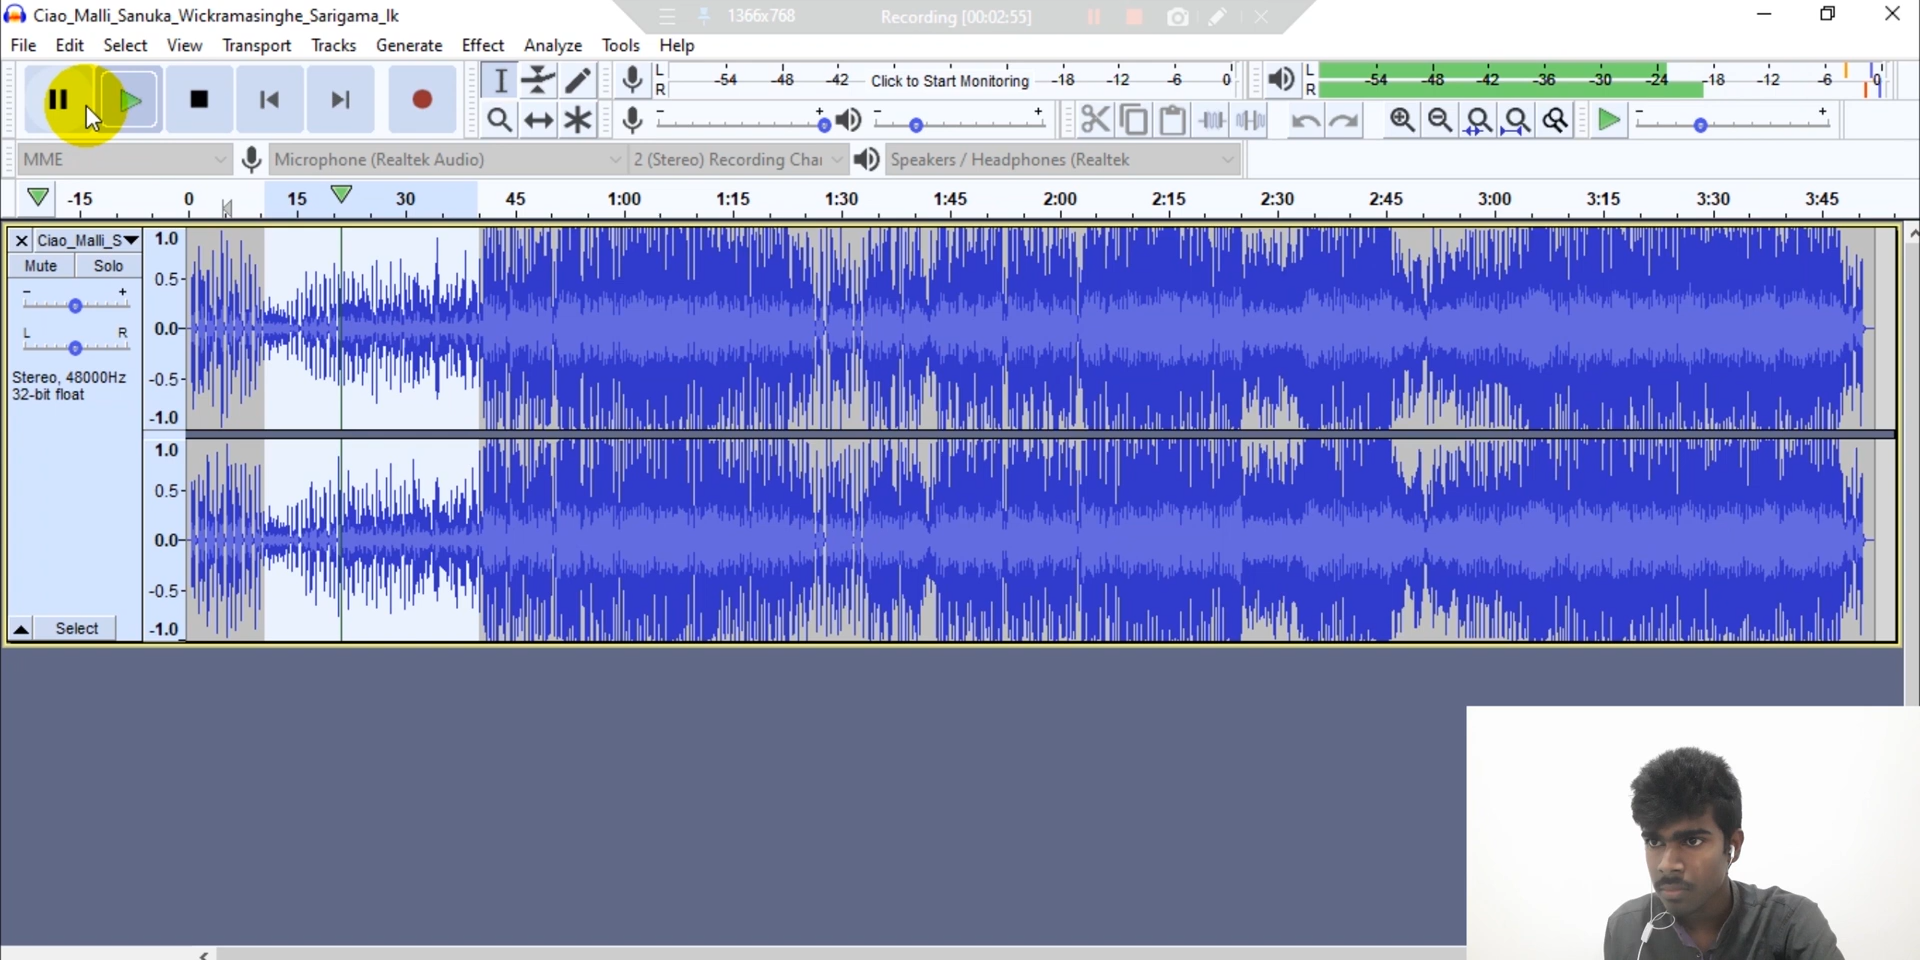 Ciao_Malli_Sanuka_Wickramasinghe_Sarigama_lk
1366x768 Recording [00:02:55]
File Edit Select View Transport Tracks Generate Effect Analyze Tools Help
L R -54 -48 -42 Click to Start Monitoring -18 -12 -6 0
L R -54 -48 -42 -36 -30 -24 -18 -12 -6 0
- + - + - +
MME Microphone (Realtek Audio) 2 (Stereo) Recording Chai Speakers / Headphones (Realtek
-15 0 15 30 45 1:00 1:15 1:30 1:45 2:00 2:15 2:30 2:45 3:00 3:15 3:30 3:45
Ciao_Malli_S
Mute Solo
- +
L R
Stereo, 48000Hz
32-bit float
Select
1.0
0.5
0.0
-0.5
-1.0
1.0
0.5
0.0
-0.5
-1.0